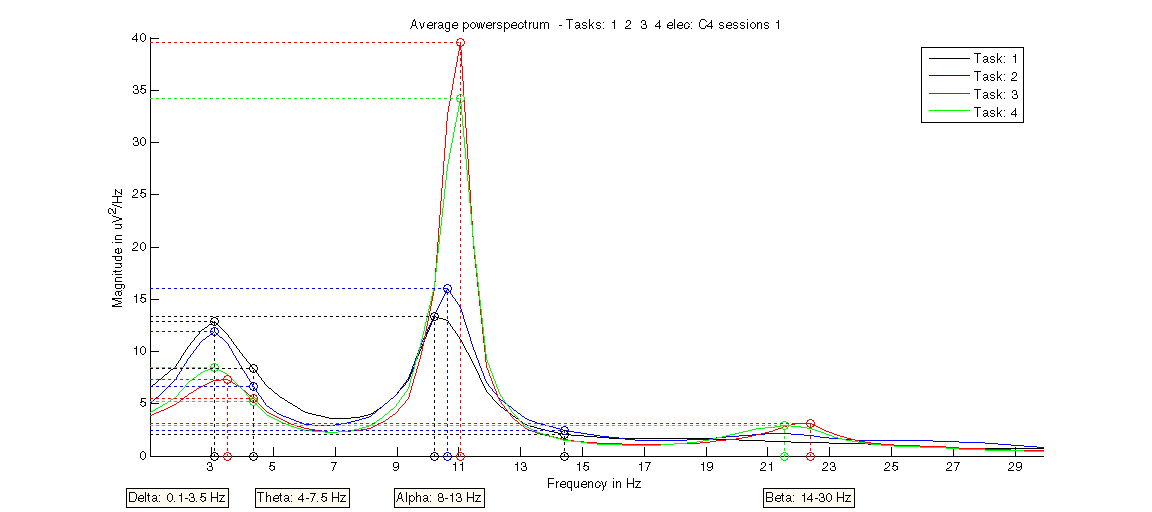 Average powerspectrum - Tasks: 1 2 3 4 elec: C4 sessions 1
Task: 1
Task: 2
Task: 3
Task: 4
Magnitude in uV2/Hz
40
35
30
25
20
15
10
5
0
3 5 7 9 11 13 15 17 19 21 23 25 27 29
Frequency in Hz
Delta: 0.1-3.5 Hz Theta: 4-7.5 Hz Alpha: 8-13 Hz Beta: 14-30 Hz